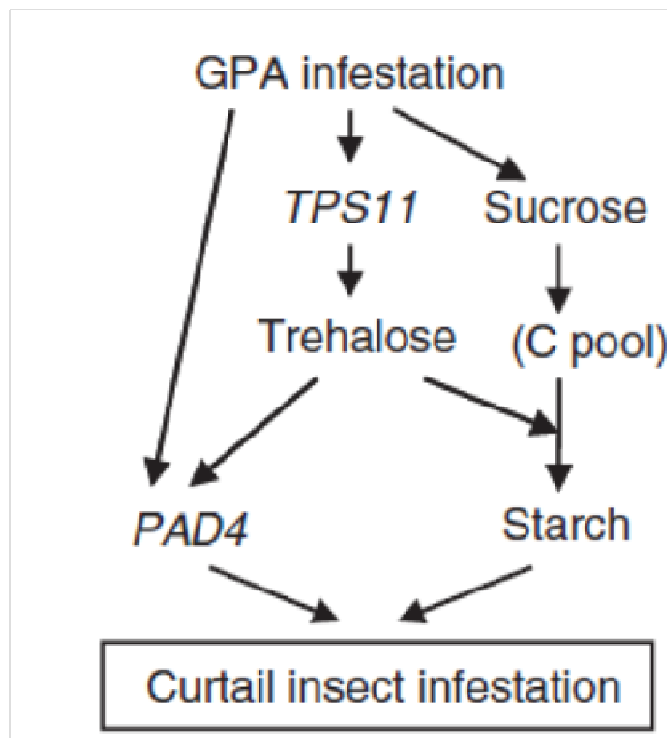 GPA infestation
TPS11 Sucrose
Trehalose (C pool)
PAD4 Starch
Curtail insect infestation